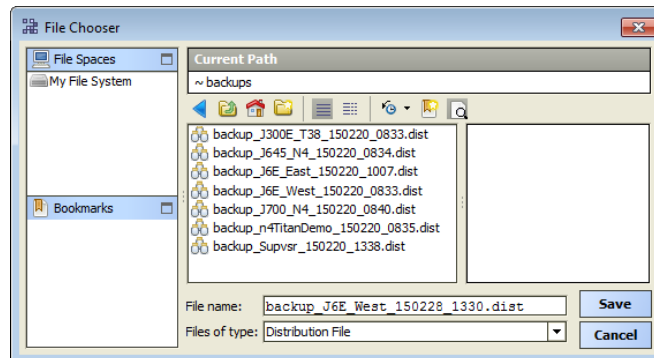 File Chooser
File Spaces
My File System
Bookmarks
Current Path
~ backups
backup_J300E_T38_150220_0833.dist
backup_J645_N4_150220_0834.dist
backup_J6E_East_150220_1007.dist
backup_J6E_West_150220_0833.dist
backup_J700_N4_150220_0840.dist
backup_n4TitanDemo_150220_0835.dist
backup_Supvsr_150220_1338.dist
File name: backup_J6E_West_150228_1330.dist
Save
Files of type: Distribution File
Cancel